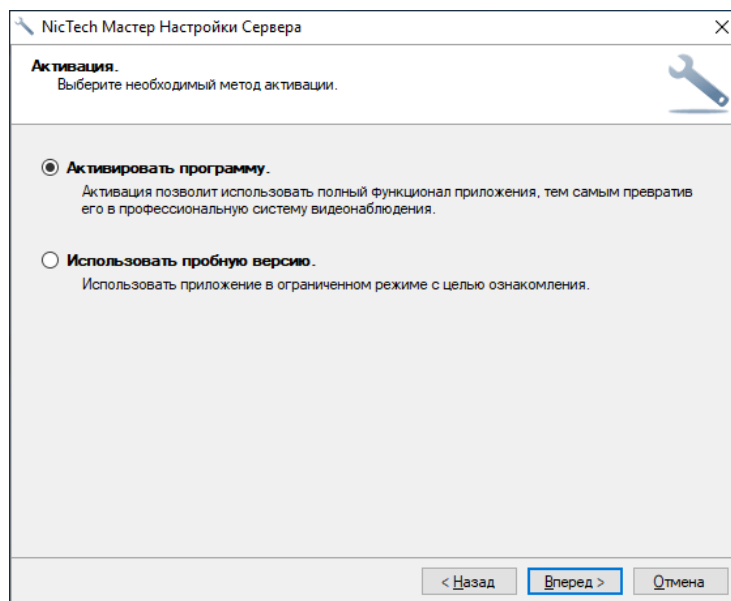 NicTech Мастер Настройки Сервера
Активация.
Выберите необходимый метод активации.
Активировать программу.
Активация позволит использовать полный функционал приложения, тем самым превратив
его в профессиональную систему видеонаблюдения.
Использовать пробную версию.
Использовать приложение в ограниченном режиме с целью ознакомления.
< Назад
Вперед >
Отмена